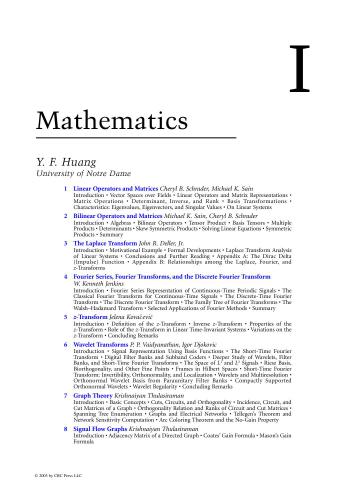 I
Mathematics
Y. F. Huang
University of Notre Dame
1 Linear Operators and Matrices Cheryl B. Schrader, Michael K. Sain
Introduction • Vector Spaces over Fields • Linear Operators and Matrix Representations •
Matrix Operations • Determinant, Inverse, and Rank • Basis Transformations •
Characteristics: Eigenvalues, Eigenvectors, and Singular Values • On Linear Systems
2 Bilinear Operators and Matrices Michael K. Sain, Cheryl B. Schrader
Introduction • Algebras • Bilinear Operators • Tensor Product • Basis Tensors • Multiple
Products • Determinants • Skew Symmetric Products • Solving Linear Equations • Symmetric
Products • Summary
3 The Laplace Transform John R. Deller, Jr.
Introduction • Motivational Example • Formal Developments • Laplace Transform Analysis
of Linear Systems • Conclusions and Further Reading • Appendix A: The Dirac Delta
(Impulse) Function • Appendix B: Relationships among the Laplace, Fourier, and
z-Transforms
4 Fourier Series, Fourier Transforms, and the Discrete Fourier Transform
W. Kenneth Jenkins
Introduction • Fourier Series Representation of Continuous-Time Periodic Signals • The
Classical Fourier Transform for Continuous-Time Signals • The Discrete-Time Fourier
Transform • The Discrete Fourier Transform • The Family Tree of Fourier Transforms • The
Walsh-Hadamard Transform • Selected Applications of Fourier Methods • Summary
5 z-Transform Jelena Kovačević
Introduction • Definition of the z-Transform • Inverse z-Transform • Properties of the
z-Transform • Role of the z-Transform in Linear Time-Invariant Systems • Variations on the
z-Transform • Concluding Remarks
6 Wavelet Transforms P. P. Vaidyanathan, Igor Djokovic
Introduction • Signal Representation Using Basis Functions • The Short-Time Fourier
Transform • Digital Filter Banks and Subband Coders • Deeper Study of Wavelets, Filter
Banks, and Short-Time Fourier Transforms • The Space of L¹ and L² Signals • Riesz Basis,
Biorthogonality, and Other Fine Points • Frames in Hilbert Spaces • Short-Time Fourier
Transform: Invertibility, Orthonormality, and Localization • Wavelets and Multiresolution •
Orthonormal Wavelet Basis from Paraunitary Filter Banks • Compactly Supported
Orthonormal Wavelets • Wavelet Regularity • Concluding Remarks
7 Graph Theory Krishnaiyan Thulasiraman
Introduction • Basic Concepts • Cuts, Circuits, and Orthogonality • Incidence, Circuit, and
Cut Matrices of a Graph • Orthogonality Relation and Ranks of Circuit and Cut Matrices •
Spanning Tree Enumeration • Graphs and Electrical Networks • Tellegen's Theorem and
Network Sensitivity Computation • Arc Coloring Theorem and the No-Gain Property
8 Signal Flow Graphs Krishnaiyan Thulasiraman
Introduction • Adjacency Matrix of a Directed Graph • Coates' Gain Formula • Mason's Gain
Formula
© 2003 by CRC Press LLC